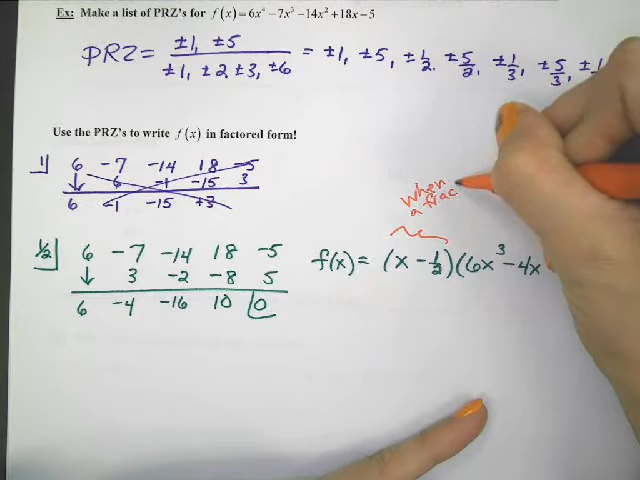 Ex: Make a list of PRZ's for f(x)=6x⁴-7x³-14x²+18x-5
PRZ = ±1, ±5 / ±1, ±2 ±3, ±6 = ±1, ±5, ±1/2, ±5/2, ±1/3, ±5/3, ±1
Use the PRZ's to write f(x) in factored form!
1 6 -7 -14 18 -5
6 -1 -15 3
6 -1 -15 +3
1/2 6 -7 -14 18 -5
3 -2 -8 5
6 -4 -16 10 0
When
a frac
f(x) = (x - 1/2)(6x³ - 4x